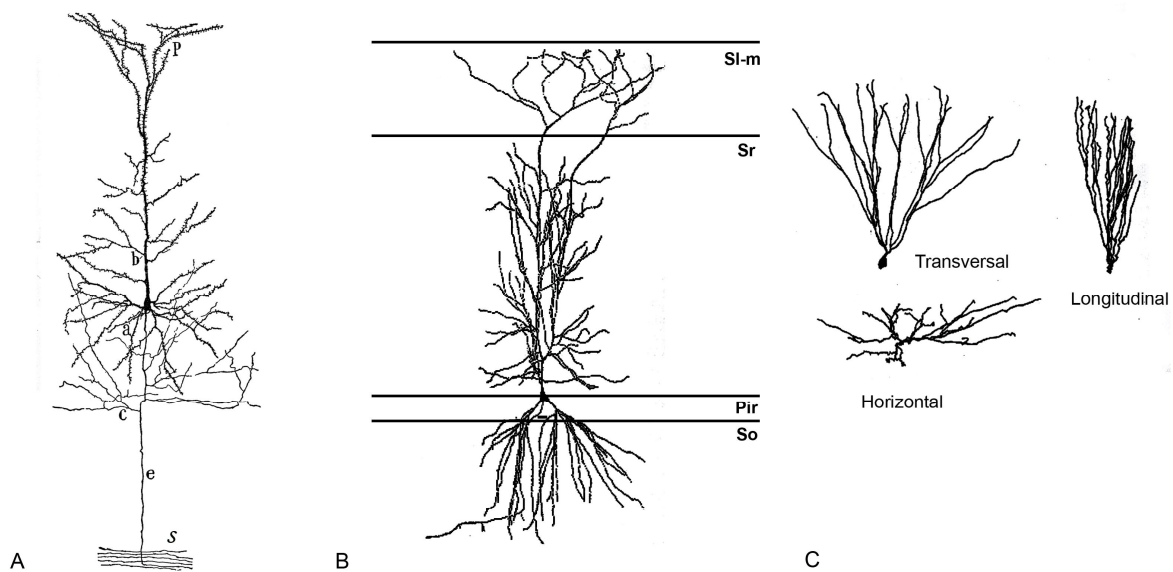 p
b
a
c
e
s
A
Sl-m
Sr
Pir
So
B
Transversal
Longitudinal
Horizontal
C